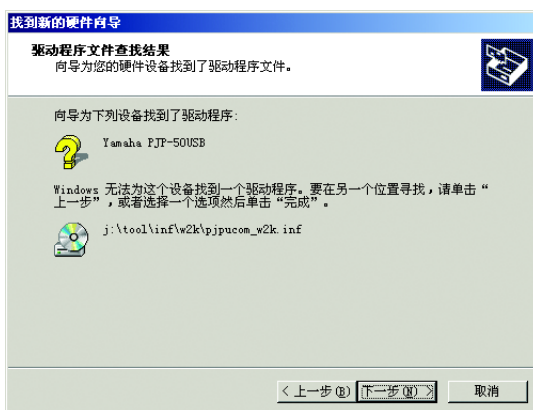 找到新的硬件向导
驱动程序文件查找结果
向导为您的硬件设备找到了驱动程序文件。
向导为下列设备找到了驱动程序:
Yamaha PJP-50USB
Windows 无法为这个设备找到一个驱动程序。要在另一个位置寻找，请单击“
上一步”，或者选择一个选项然后单击“完成”。
j:\tool\inf\w2k\pjpucom_w2k.inf
< 上一步(B) 下一步(N) > 取消